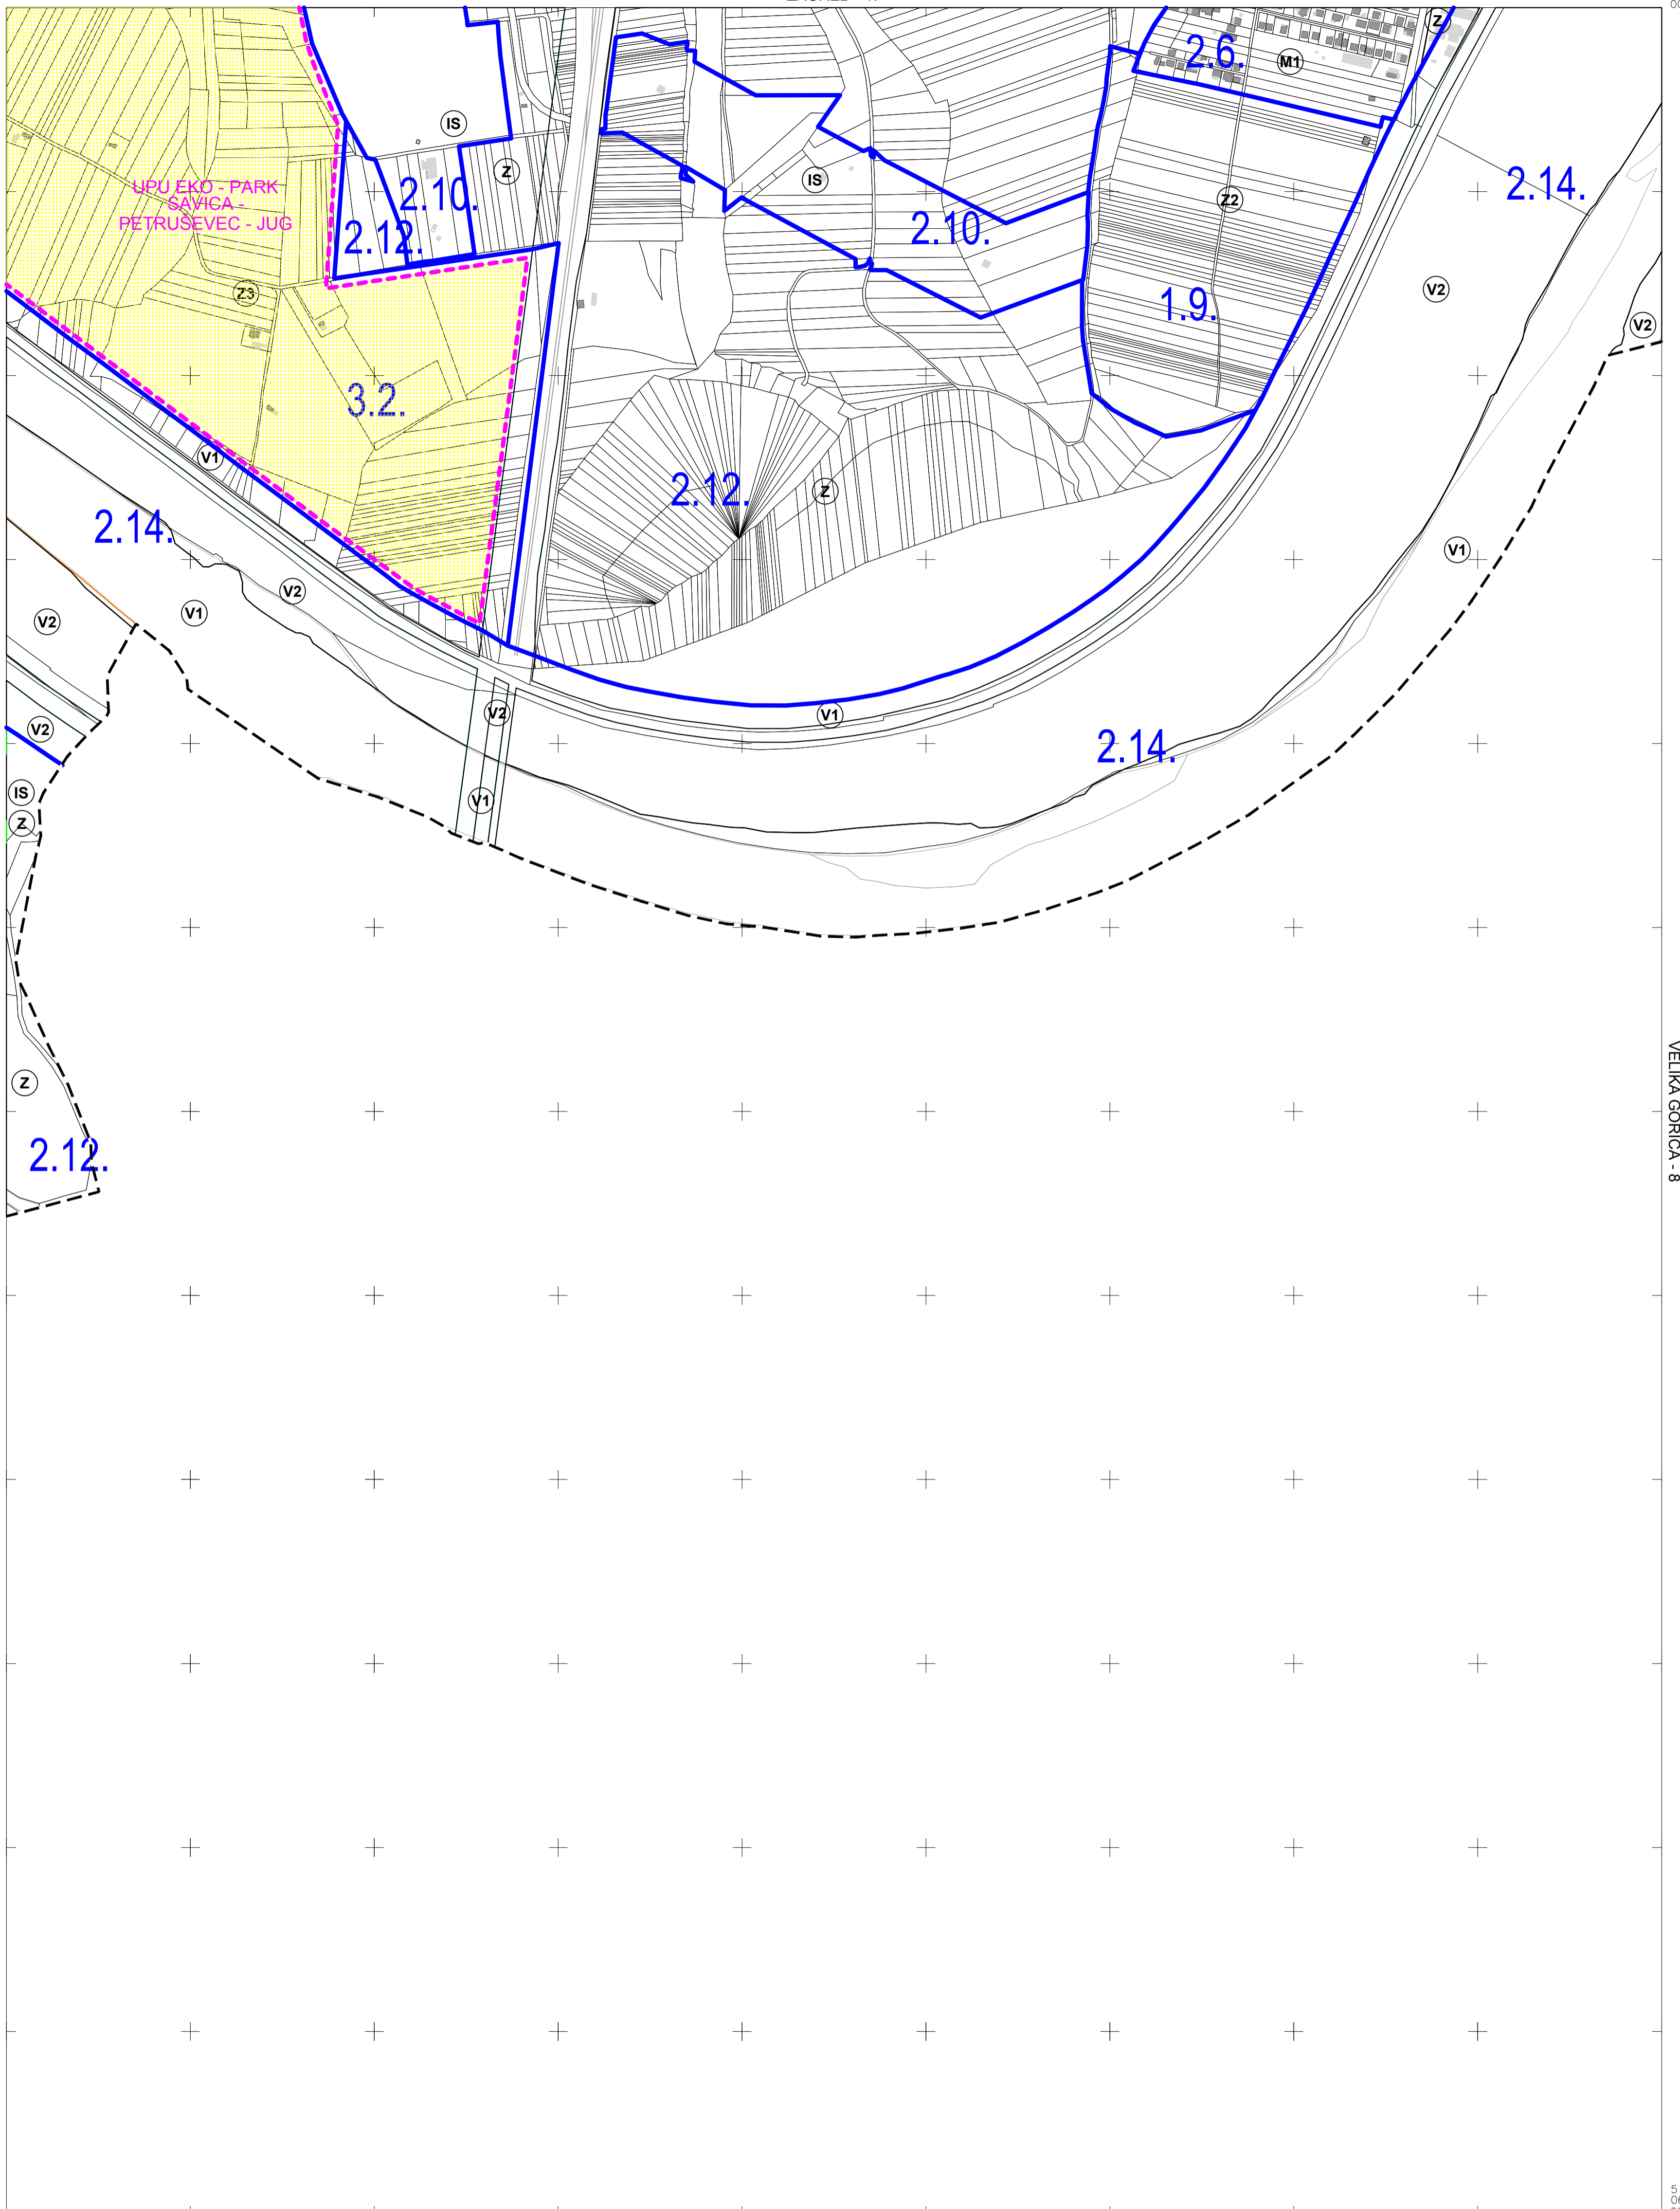 Z
2.6.
M1
IS
Z
IS
UPU EKO - PARK
SAVICA -
PETRUŠEVEC - JUG
2.10.
2.12.
2.10.
Z2
2.14.
Z3
V2
1.9.
V2
3.2.
V1
2.12.
Z
2.14.
V1
V2
V1
V2
V2
V1
V2
2.14.
IS
V1
Z
Z
2.12.
VELIKA GORICA - 8